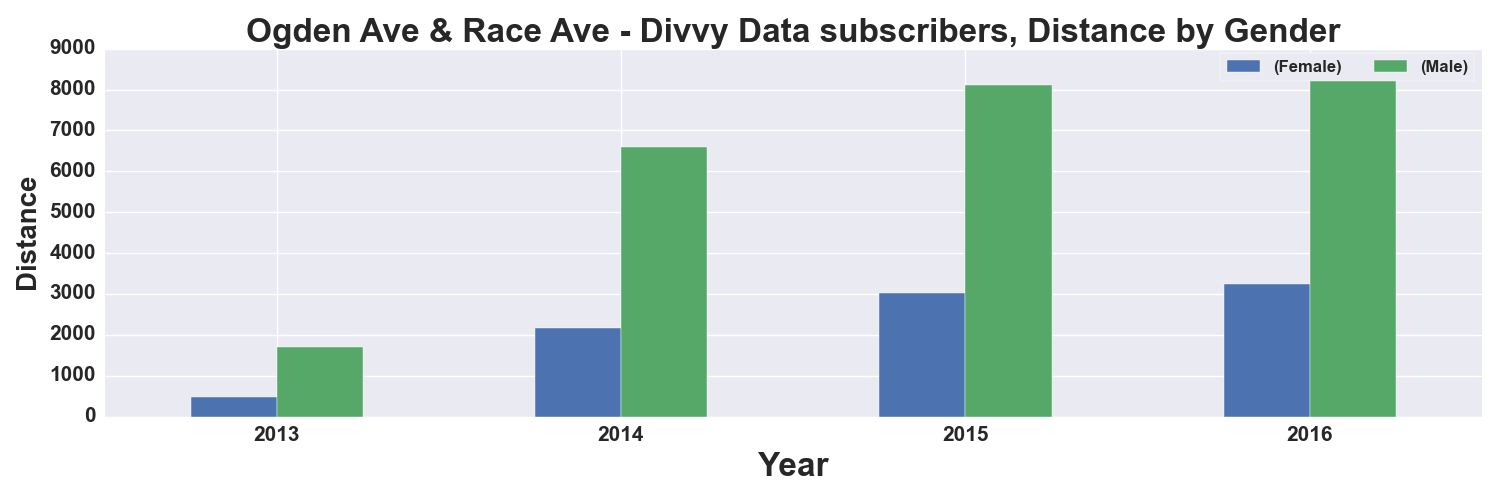 Ogden Ave & Race Ave - Divvy Data subscribers, Distance by Gender
(Female) (Male)
Distance
9000
8000
7000
6000
5000
4000
3000
2000
1000
0
2013 2014 2015 2016
Year